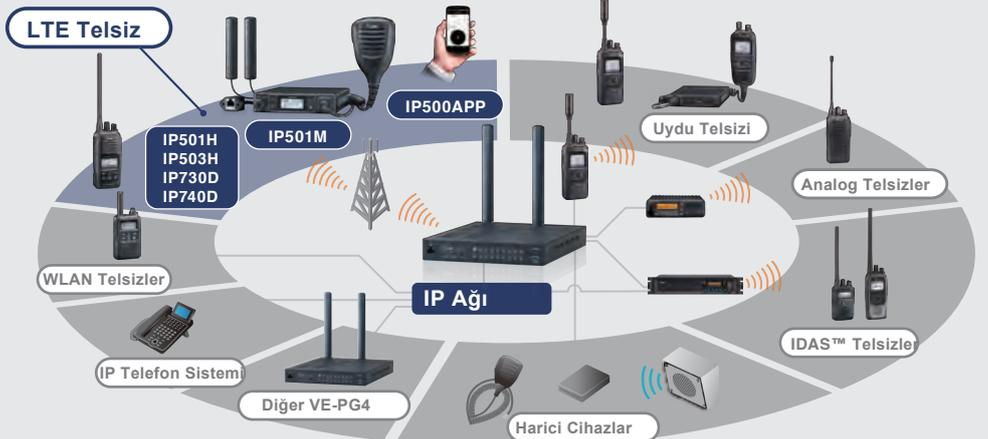 LTE Telsiz
IP500APP
IP501H
IP503H
IP730D
IP740D
IP501M
Uydu Telsizi
Analog Telsizler
WLAN Telsizler
IP Ağı
IDAS™ Telsizler
IP Telefon Sistemi
Diğer VE-PG4
Harici Cihazlar